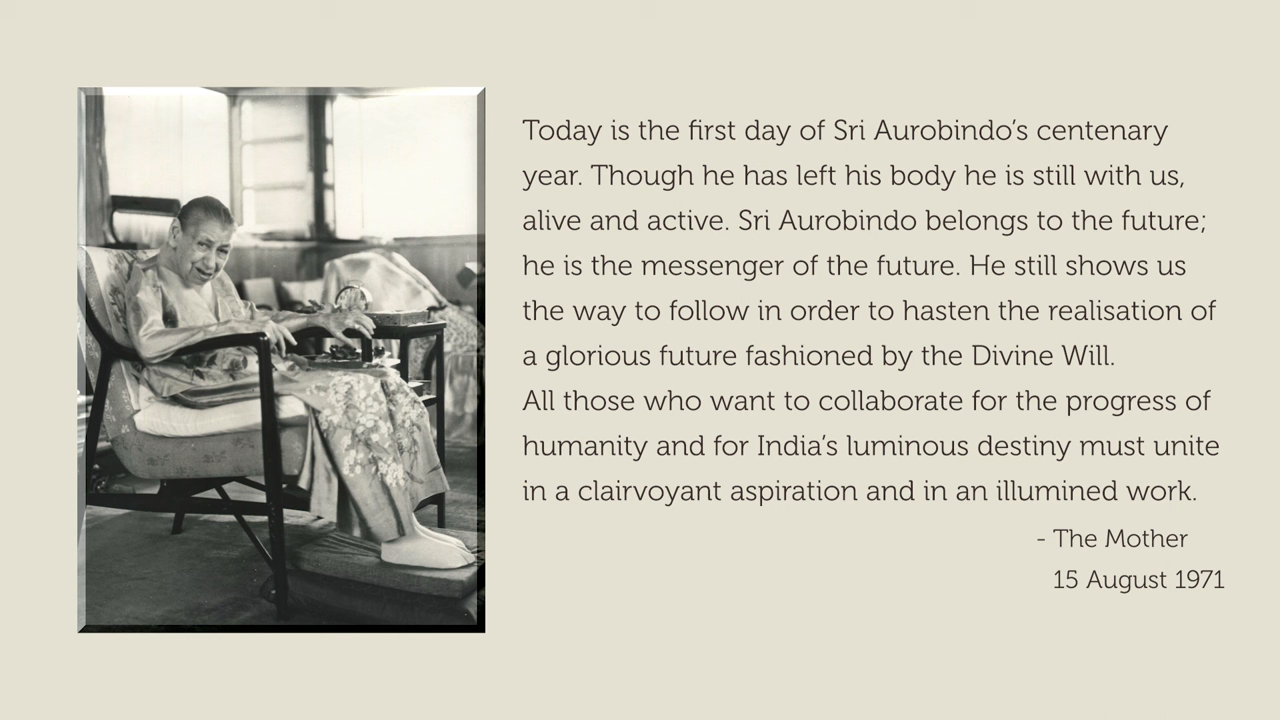 Today is the first day of Sri Aurobindo’s centenary
year. Though he has left his body he is still with us,
alive and active. Sri Aurobindo belongs to the future;
he is the messenger of the future. He still shows us
the way to follow in order to hasten the realisation of
a glorious future fashioned by the Divine Will.
All those who want to collaborate for the progress of
humanity and for India’s luminous destiny must unite
in a clairvoyant aspiration and in an illumined work.
- The Mother
15 August 1971